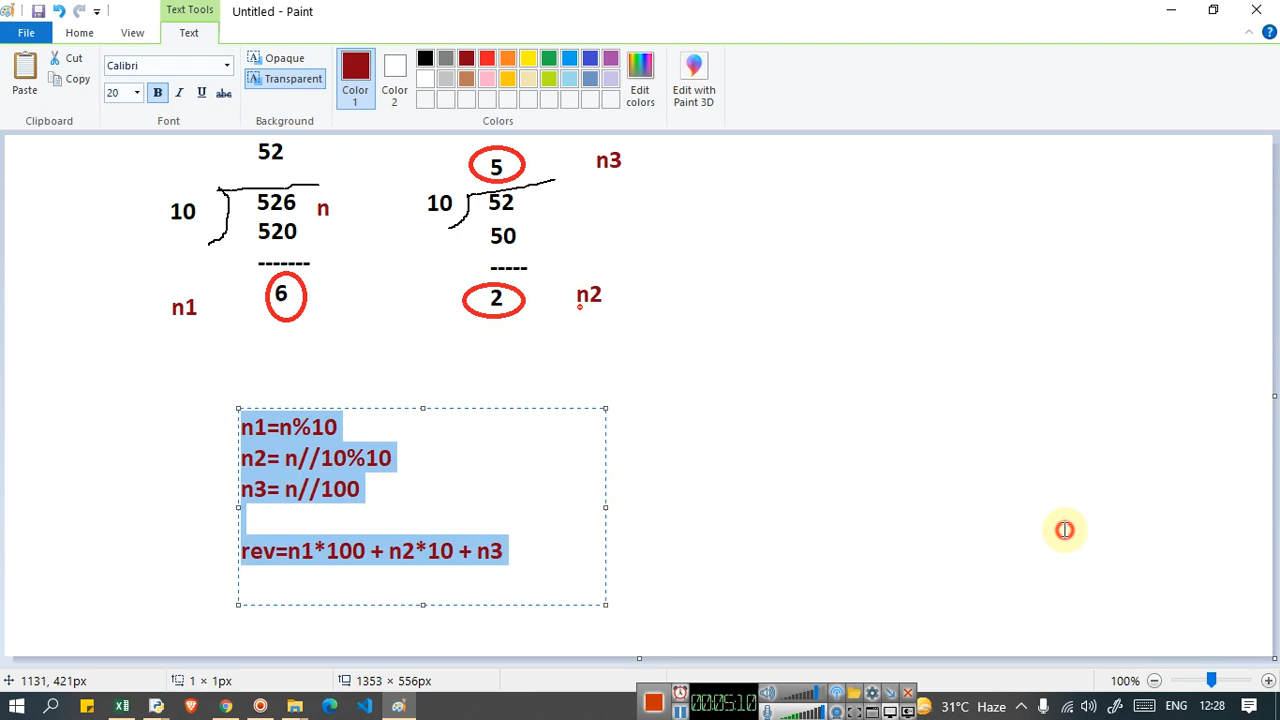 Text Tools
Untitled - Paint
File
Home
View
Text
Paste
Cut
Copy
Clipboard
Calibri
20
B
I
U
abc
Font
Opaque
Transparent
Background
Color 1
Color 2
Edit colors
Colors
Edit with Paint 3D
52
10
526
n
520
-------
n1
6
5
n3
10
52
50
-----
2
n2
n1=n%10
n2= n//10%10
n3= n//100
rev=n1*100 + n2*10 + n3
1131, 421px
1 × 1px
1353 × 556px
100%
00:05:10
31°C Haze
ENG
12:28